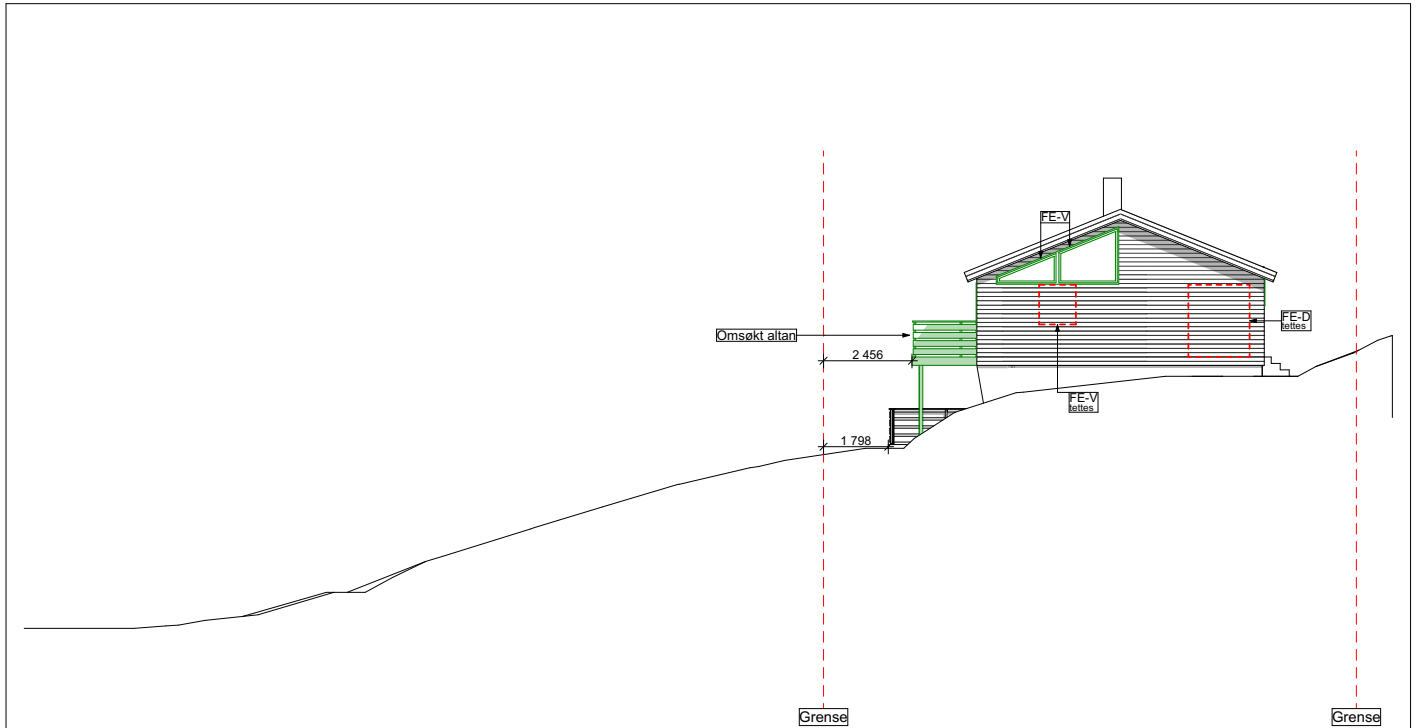 FE-V
FE-D
tettes
Omsøkt altan
2 456
FE-V
tettes
1 798
Grense
Grense